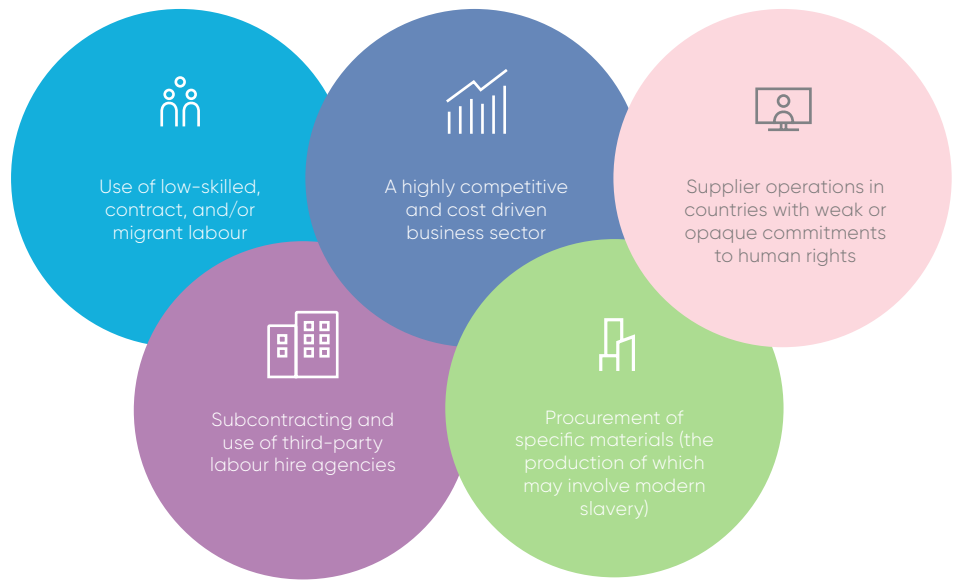 Use of low-skilled,
contract, and/or
migrant labour
A highly competitive
and cost driven
business sector
Supplier operations in
countries with weak or
opaque commitments
to human rights
Subcontracting and
use of third-party
labour hire agencies
Procurement of
specific materials (the
production of which
may involve modern
slavery)